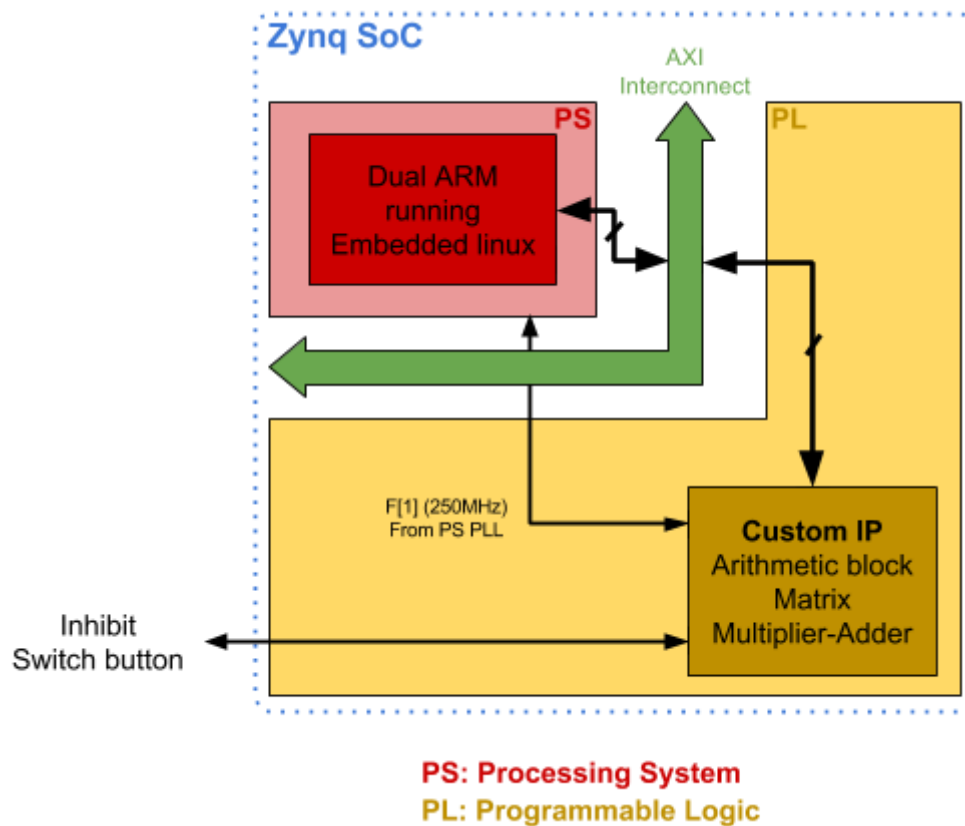 Zynq SoC
AXI
Interconnect
PS
PL
Dual ARM
running
Embedded linux
F[1] (250MHz)
From PS PLL
Custom IP
Arithmetic block
Matrix
Multiplier-Adder
Inhibit
Switch button
PS: Processing System
PL: Programmable Logic